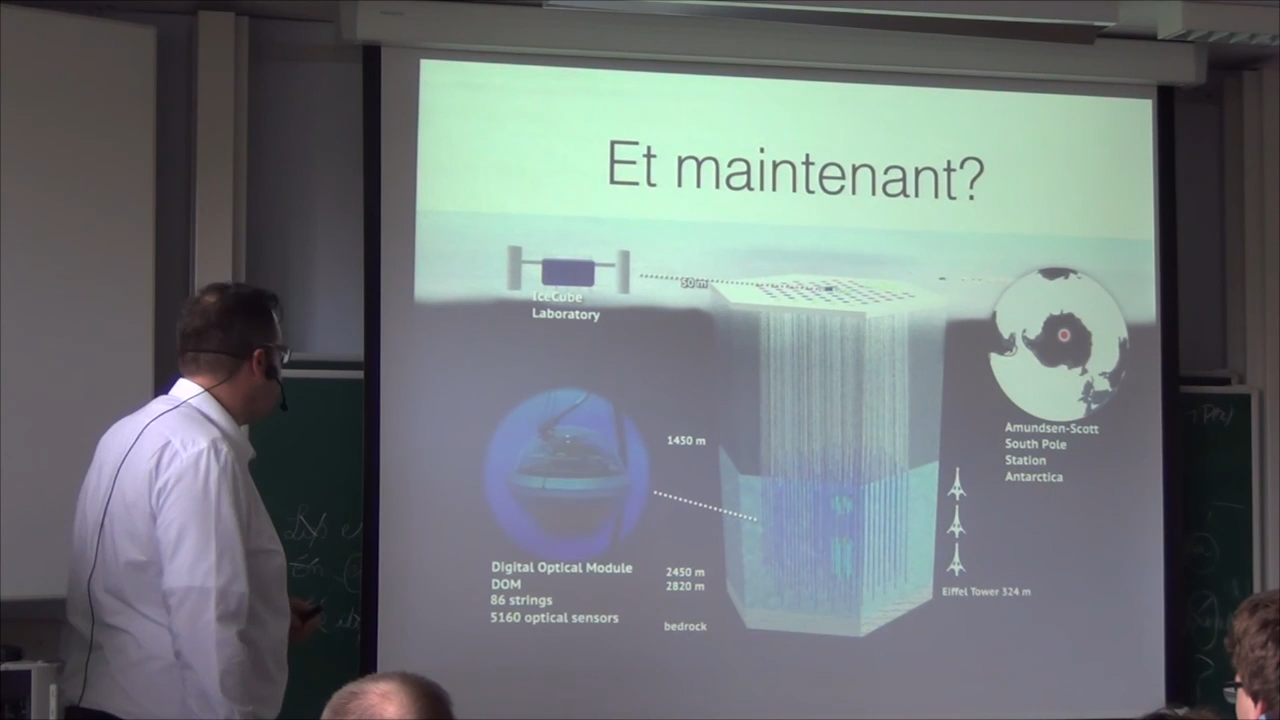 Et maintenant?
50 m
IceCube
Laboratory
1450 m
Amundsen-Scott
South Pole
Station
Antarctica
Digital Optical Module
DOM
86 strings
5160 optical sensors
2450 m
2820 m
bedrock
Eiffel Tower 324 m